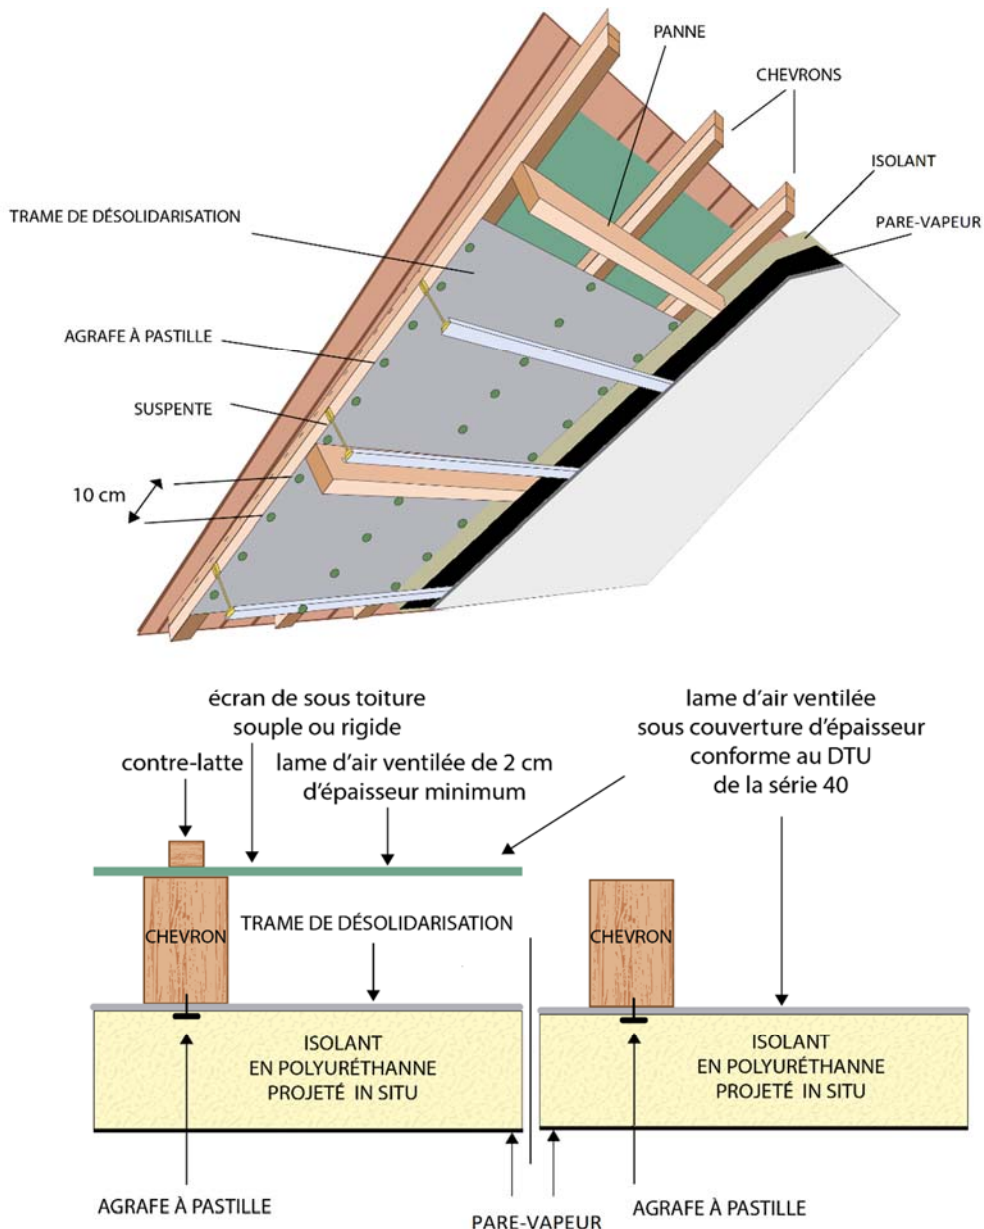 PANNE
CHEVRONS
ISOLANT
PARE-VAPEUR
TRAME DE DÉSOLIDARISATION
AGRAFE À PASTILLE
SUSPENTE
10 cm
écran de sous toiture
souple ou rigide
contre-latte
lame d'air ventilée de 2 cm
d'épaisseur minimum
lame d'air ventilée
sous couverture d'épaisseur
conforme au DTU
de la série 40
CHEVRON
TRAME DE DÉSOLIDARISATION
CHEVRON
ISOLANT
EN POLYURÉTHANNE
PROJETÉ IN SITU
ISOLANT
EN POLYURÉTHANNE
PROJETÉ IN SITU
AGRAFE À PASTILLE
PARE-VAPEUR
AGRAFE À PASTILLE